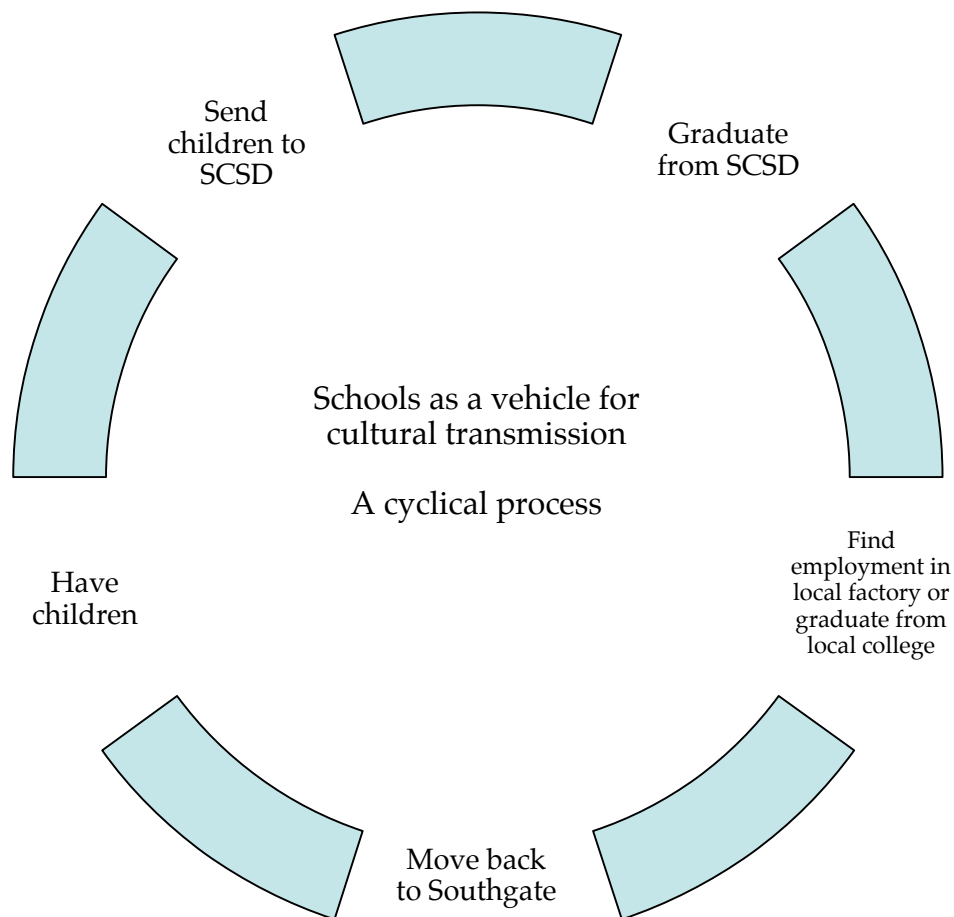 Send
children to
SCSD
Graduate
from SCSD
Schools as a vehicle for
cultural transmission
A cyclical process
Find
employment in
local factory or
graduate from
local college
Have
children
Move back
to Southgate